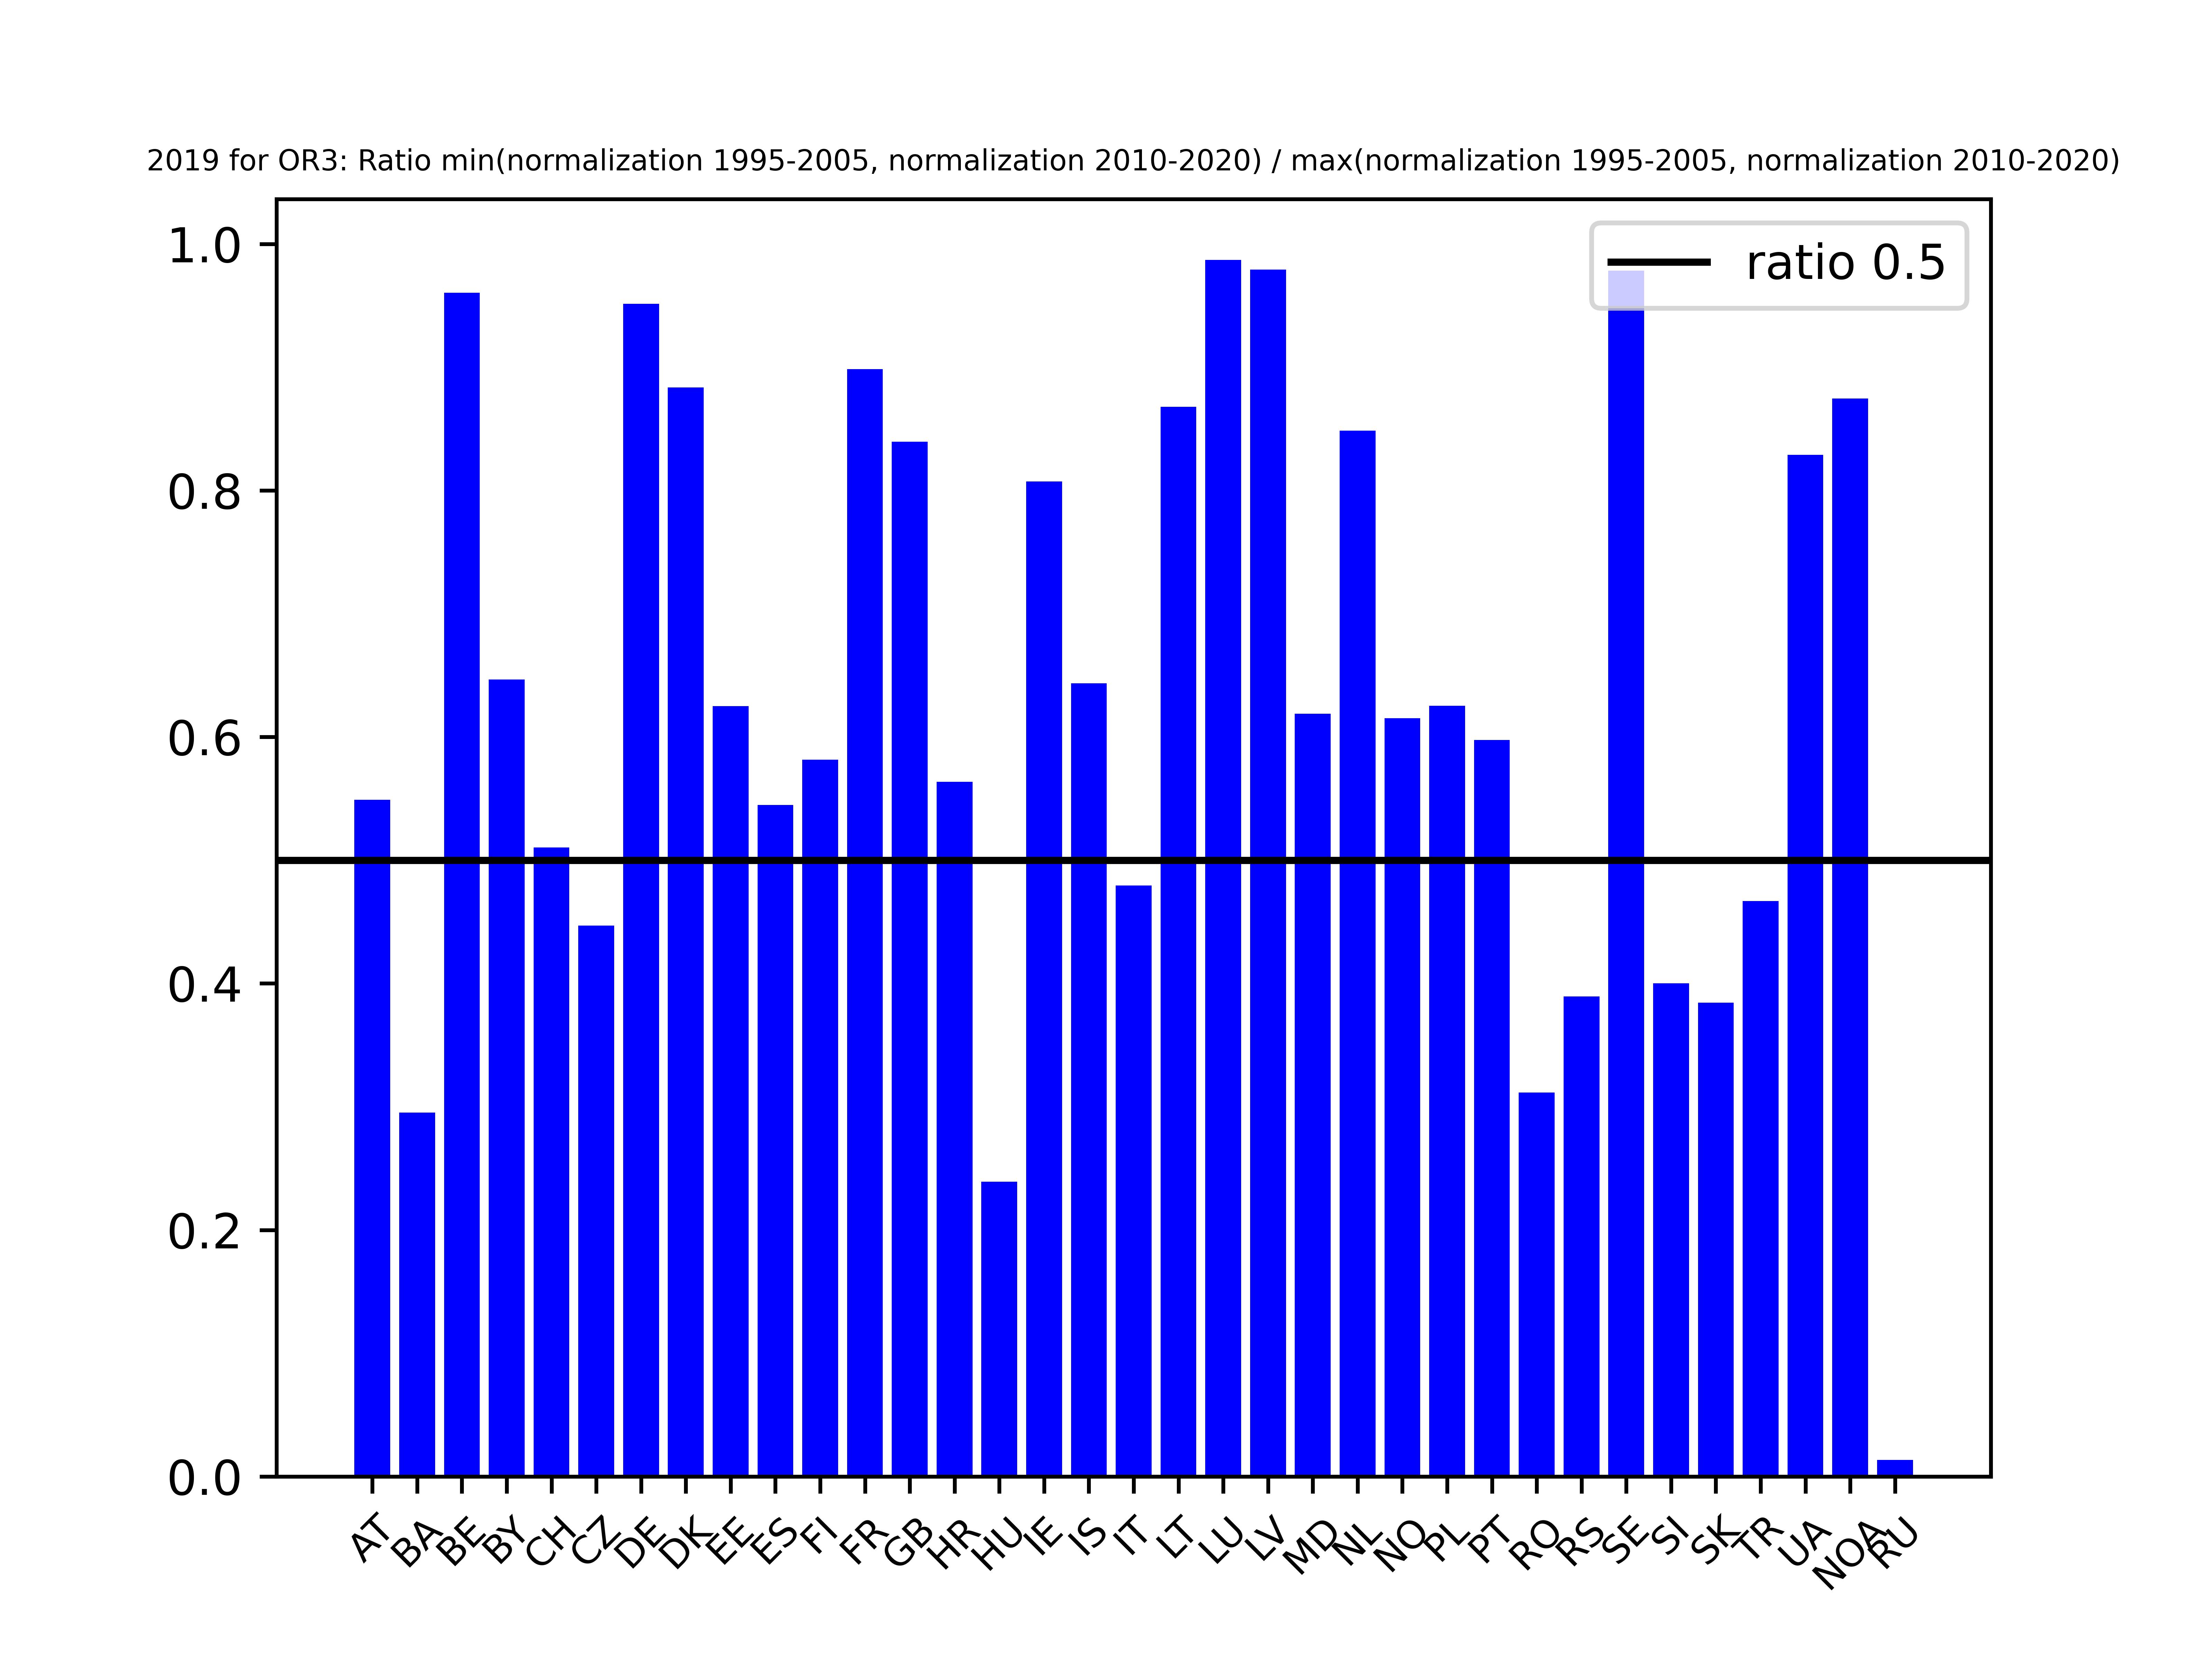 2019 for OR3: Ratio min(normalization 1995-2005, normalization 2010-2020) / max(normalization 1995-2005, normalization 2010-2020)
ratio 0.5
1.0
0.8
0.6
0.4
0.2
0.0
AT BA BE BY CH CZ DE DK EE ES FI FR GB HR HU IE IS IT LT LU LV MD NL NO PL PT RO RS SE SI SK TR UA NOA RU